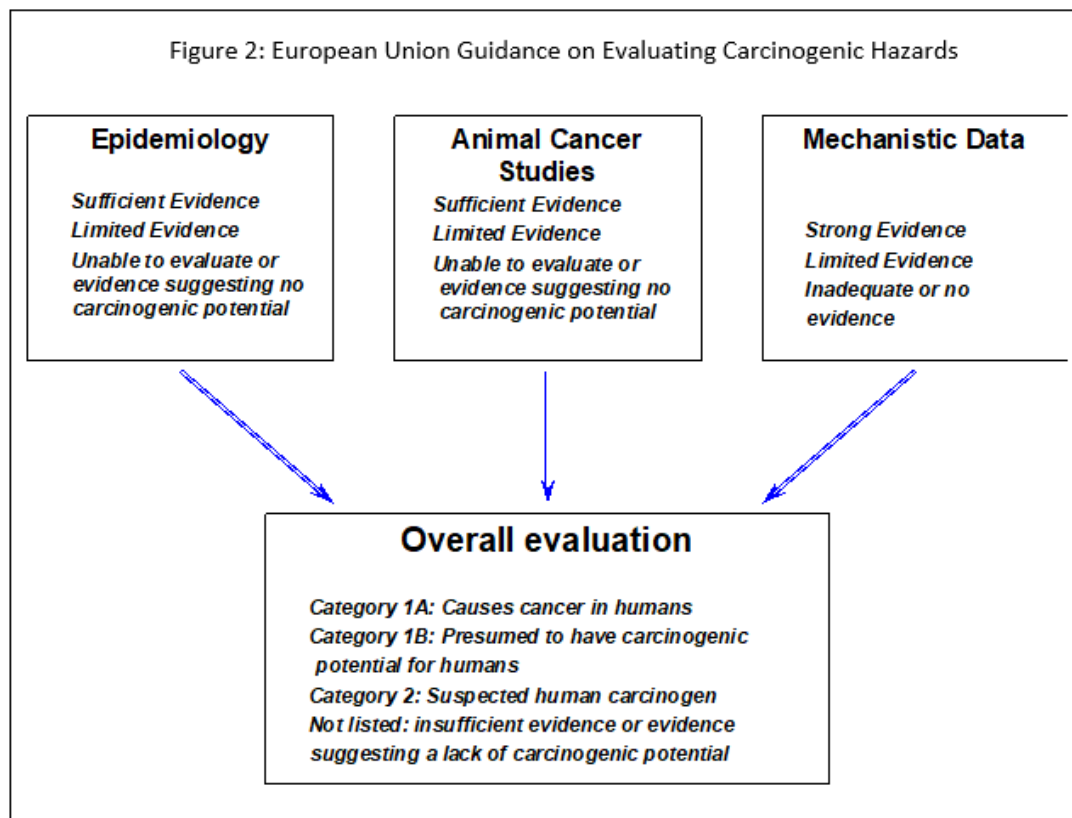 Figure 2: European Union Guidance on Evaluating Carcinogenic Hazards
Epidemiology
Sufficient Evidence
Limited Evidence
Unable to evaluate or
evidence suggesting no
carcinogenic potential
Animal Cancer
Studies
Sufficient Evidence
Limited Evidence
Unable to evaluate or
evidence suggesting no
carcinogenic potential
Mechanistic Data
Strong Evidence
Limited Evidence
Inadequate or no
evidence
Overall evaluation
Category 1A: Causes cancer in humans
Category 1B: Presumed to have carcinogenic
potential for humans
Category 2: Suspected human carcinogen
Not listed: insufficient evidence or evidence
suggesting a lack of carcinogenic potential